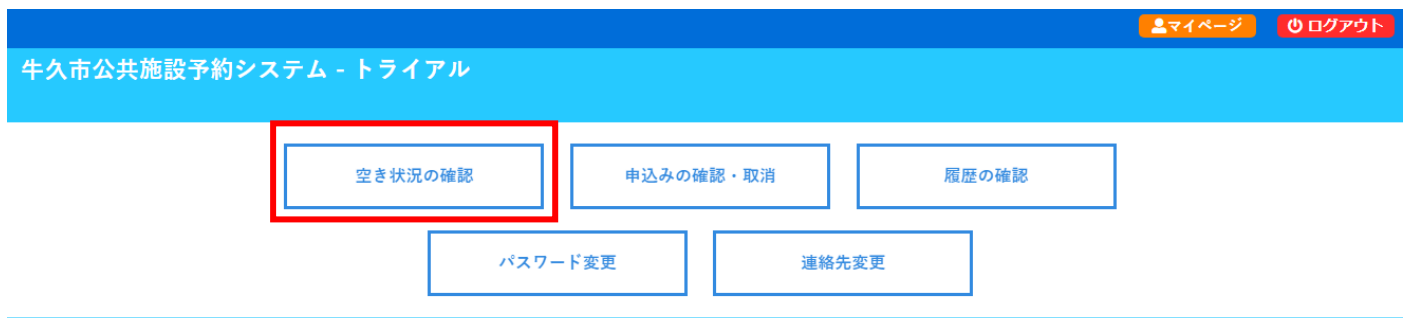 マイページ ログアウト
牛久市公共施設予約システム - トライアル
空き状況の確認 申込みの確認・取消 履歴の確認
パスワード変更 連絡先変更